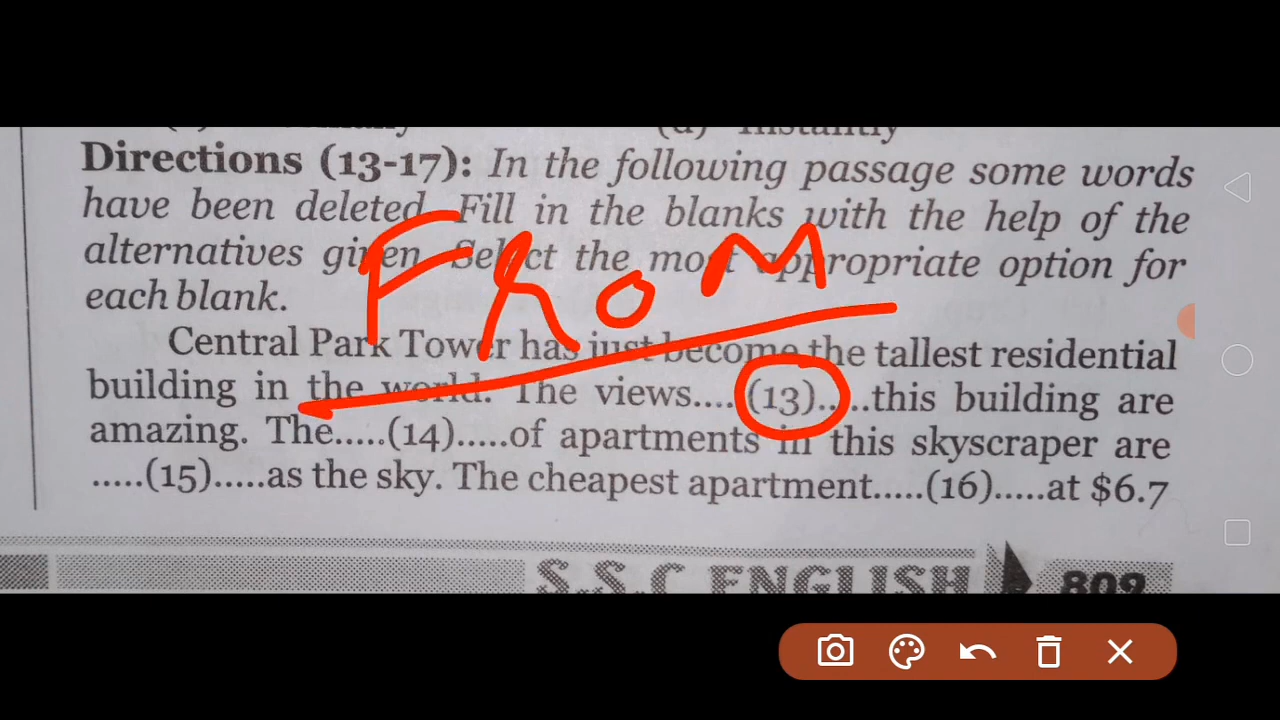 (d) Instantly
Directions (13-17): In the following passage some words
have been deleted. Fill in the blanks with the help of the
alternatives given. Select the most appropriate option for
each blank.
FROM
Central Park Tower has just become the tallest residential
building in the world. The views....(13).....this building are
amazing. The.....(14).....of apartments in this skyscraper are
.....(15).....as the sky. The cheapest apartment.....(16).....at $6.7
S.S.C ENGLISH 809